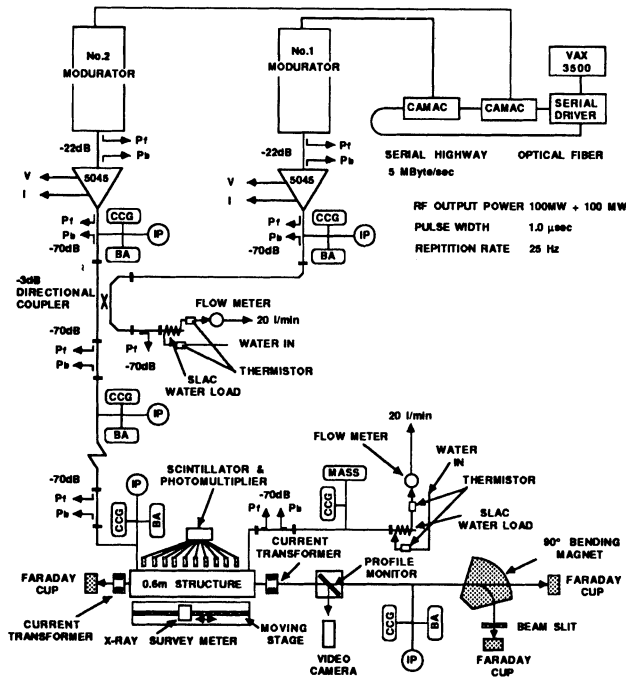 No.2
MODURATOR
No.1
MODURATOR
VAX
3500
CAMAC
CAMAC
SERIAL
DRIVER
SERIAL HIGHWAY
5 MByte/sec
OPTICAL FIBER
-22dB
Pf
Pb
-22dB
Pf
Pb
V
I
5045
V
I
5045
RF OUTPUT POWER 100MW + 100 MW
PULSE WIDTH 1.0 μsec
REPITITION RATE 25 Hz
Pf
Pb
-70dB
CCG
IP
BA
Pf
Pb
-70dB
CCG
IP
BA
-3dB
DIRECTIONAL
COUPLER
FLOW METER
20 l/min
WATER IN
THERMISTOR
Pf
-70dB
SLAC
WATER LOAD
-70dB
Pf
Pb
CCG
IP
BA
20 l/min
FLOW METER
WATER
IN
THERMISTOR
SLAC
WATER LOAD
-70dB
Pf
Pb
IP
CCG
BA
SCINTILLATOR &
PHOTOMULTIPLIER
-70dB
Pf
Pb
MASS
CCG
CURRENT
TRANSFORMER
PROFILE
MONITOR
90° BENDING
MAGNET
FARADAY
CUP
0.6m STRUCTURE
FARADAY
CUP
CURRENT
TRANSFORMER
X-RAY SURVEY METER
MOVING
STAGE
VIDEO
CAMERA
CCG
BA
IP
BEAM SLIT
FARADAY
CUP